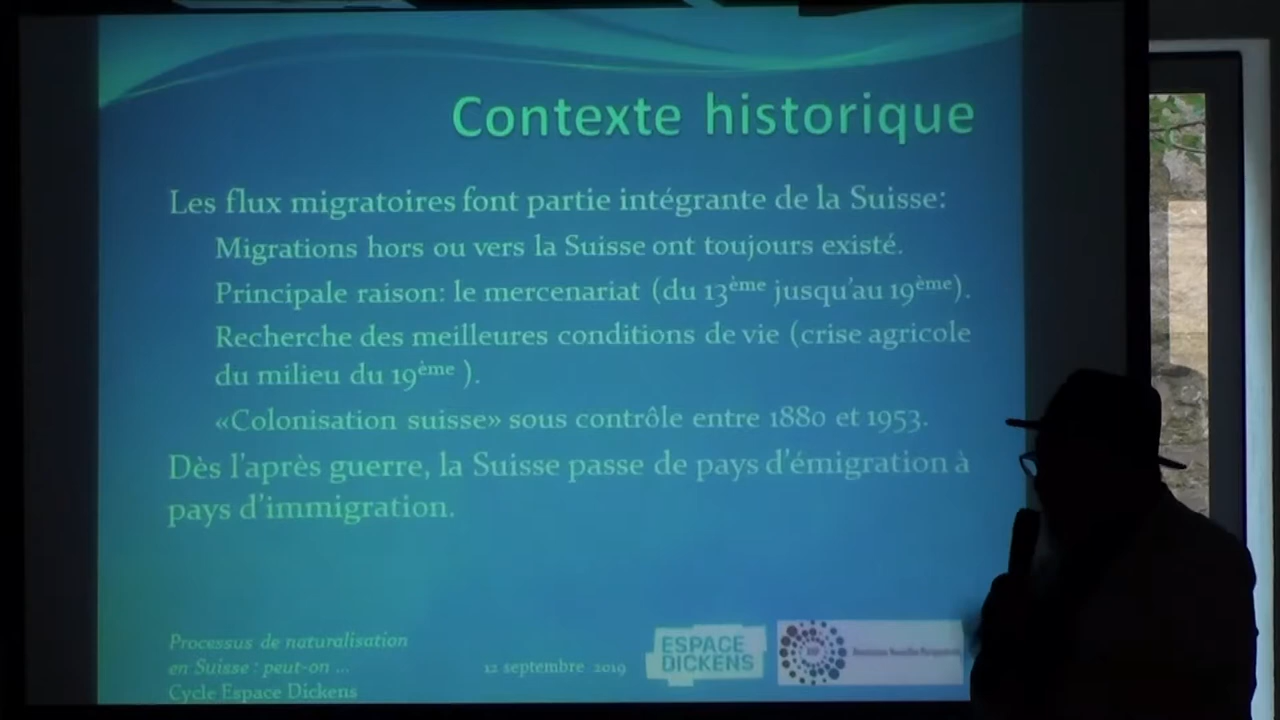 Contexte historique
Les flux migratoires font partie intégrante de la Suisse:
Migrations hors ou vers la Suisse ont toujours existé.
Principale raison: le mercenariat (du 13ème jusqu'au 19ème).
Recherche des meilleures conditions de vie (crise agricole
du milieu du 19ème ).
«Colonisation suisse» sous contrôle entre 1880 et 1953.
Dès l'après guerre, la Suisse passe de pays d'émigration à
pays d'immigration.
Processus de naturalisation
en Suisse : peut-on ...
Cycle Espace Dickens
12 septembre 2019
ESPACE
DICKENS